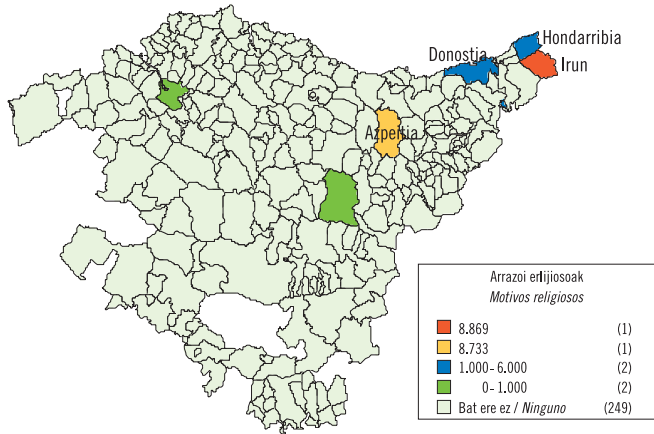 Hondarribia
Donostia
Irun
Azpeitia
Arrazoi erlijiosoak
Motivos religiosos
8.869 (1)
8.733 (1)
1.000-6.000 (2)
0-1.000 (2)
Bat ere ez / Ninguno (249)